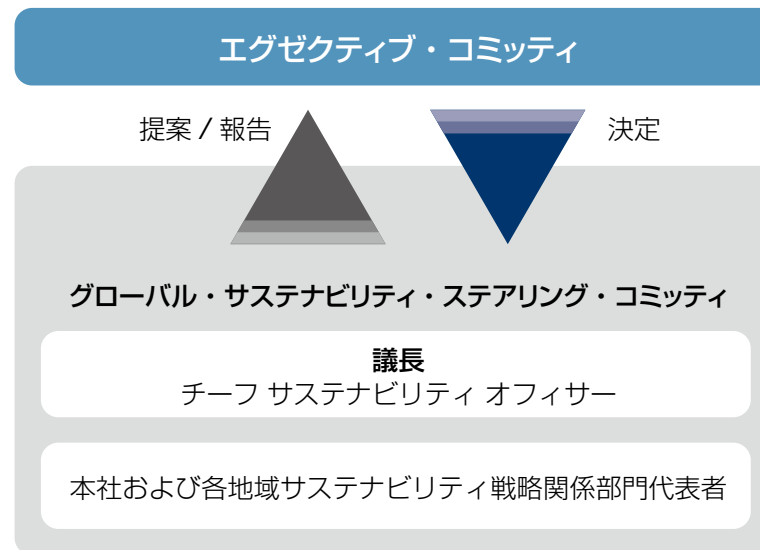 エグゼクティブ・コミッティ
提案 / 報告
決定
グローバル・サステナビリティ・ステアリング・コミッティ
議長
チーフ サステナビリティ オフィサー
本社および各地域サステナビリティ戦略関係部門代表者